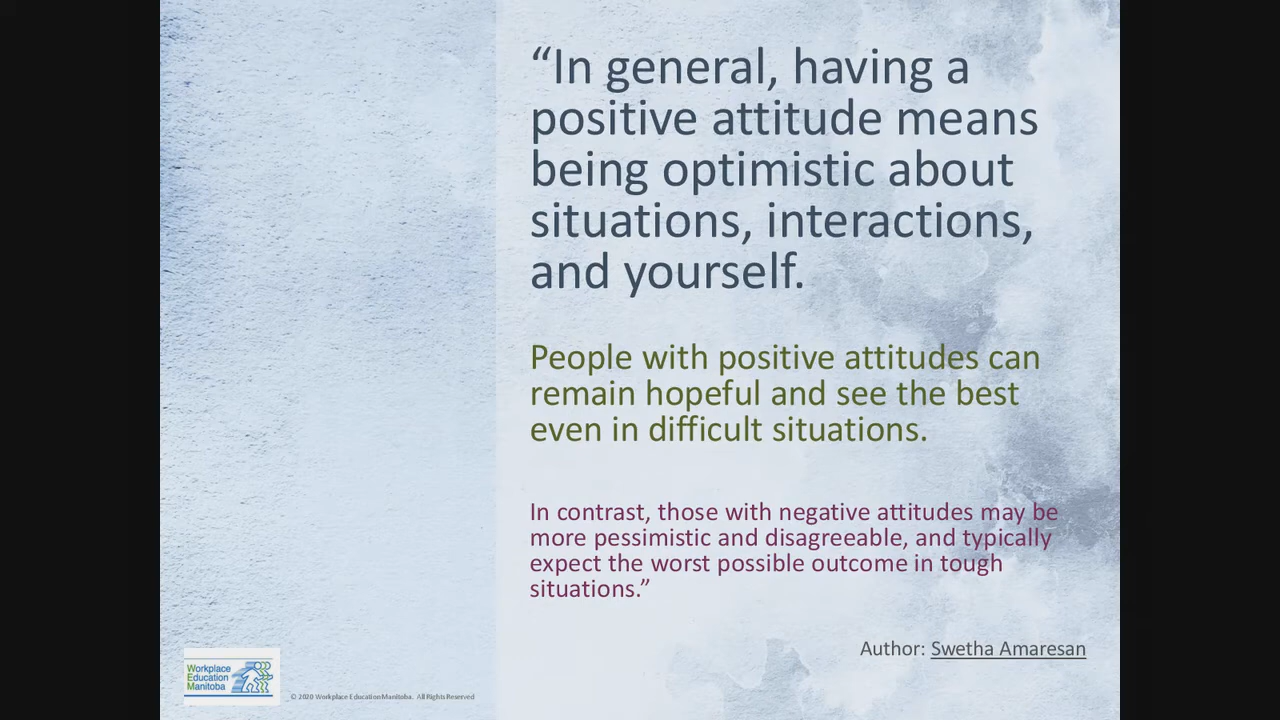 “In general, having a
positive attitude means
being optimistic about
situations, interactions,
and yourself.
People with positive attitudes can
remain hopeful and see the best
even in difficult situations.
In contrast, those with negative attitudes may be
more pessimistic and disagreeable, and typically
expect the worst possible outcome in tough
situations.”
Author: Swetha Amaresan
Workplace
Education
Manitoba
© 2020 Workplace Education Manitoba. All Rights Reserved